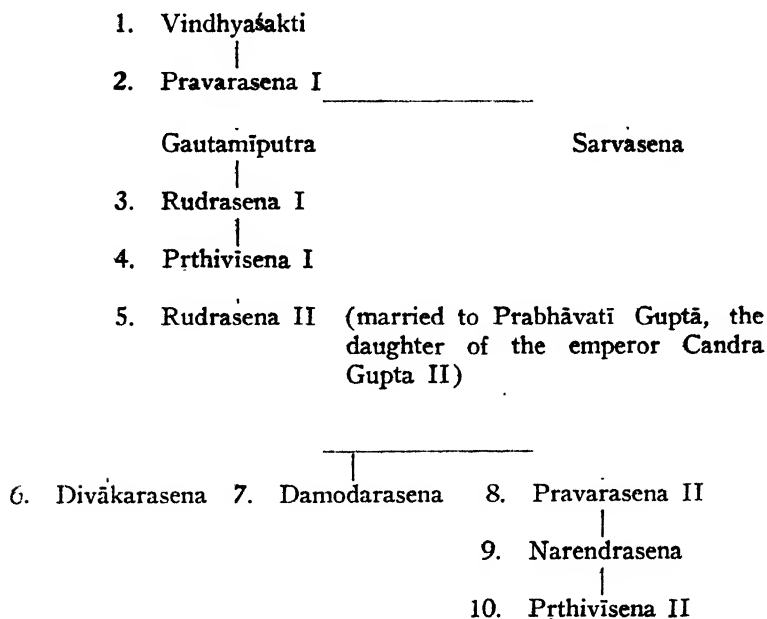 1. Vindhyaśakti
2. Pravarasena I
Gautamīputra Sarvasena
3. Rudrasena I
4. Pṛthivīsena I
5. Rudrasena II (married to Prabhāvatī Guptā, the
daughter of the emperor Candra
Gupta II)
6. Divākarasena 7. Damodarasena 8. Pravarasena II
9. Narendrasena
10. Pṛthivīsena II